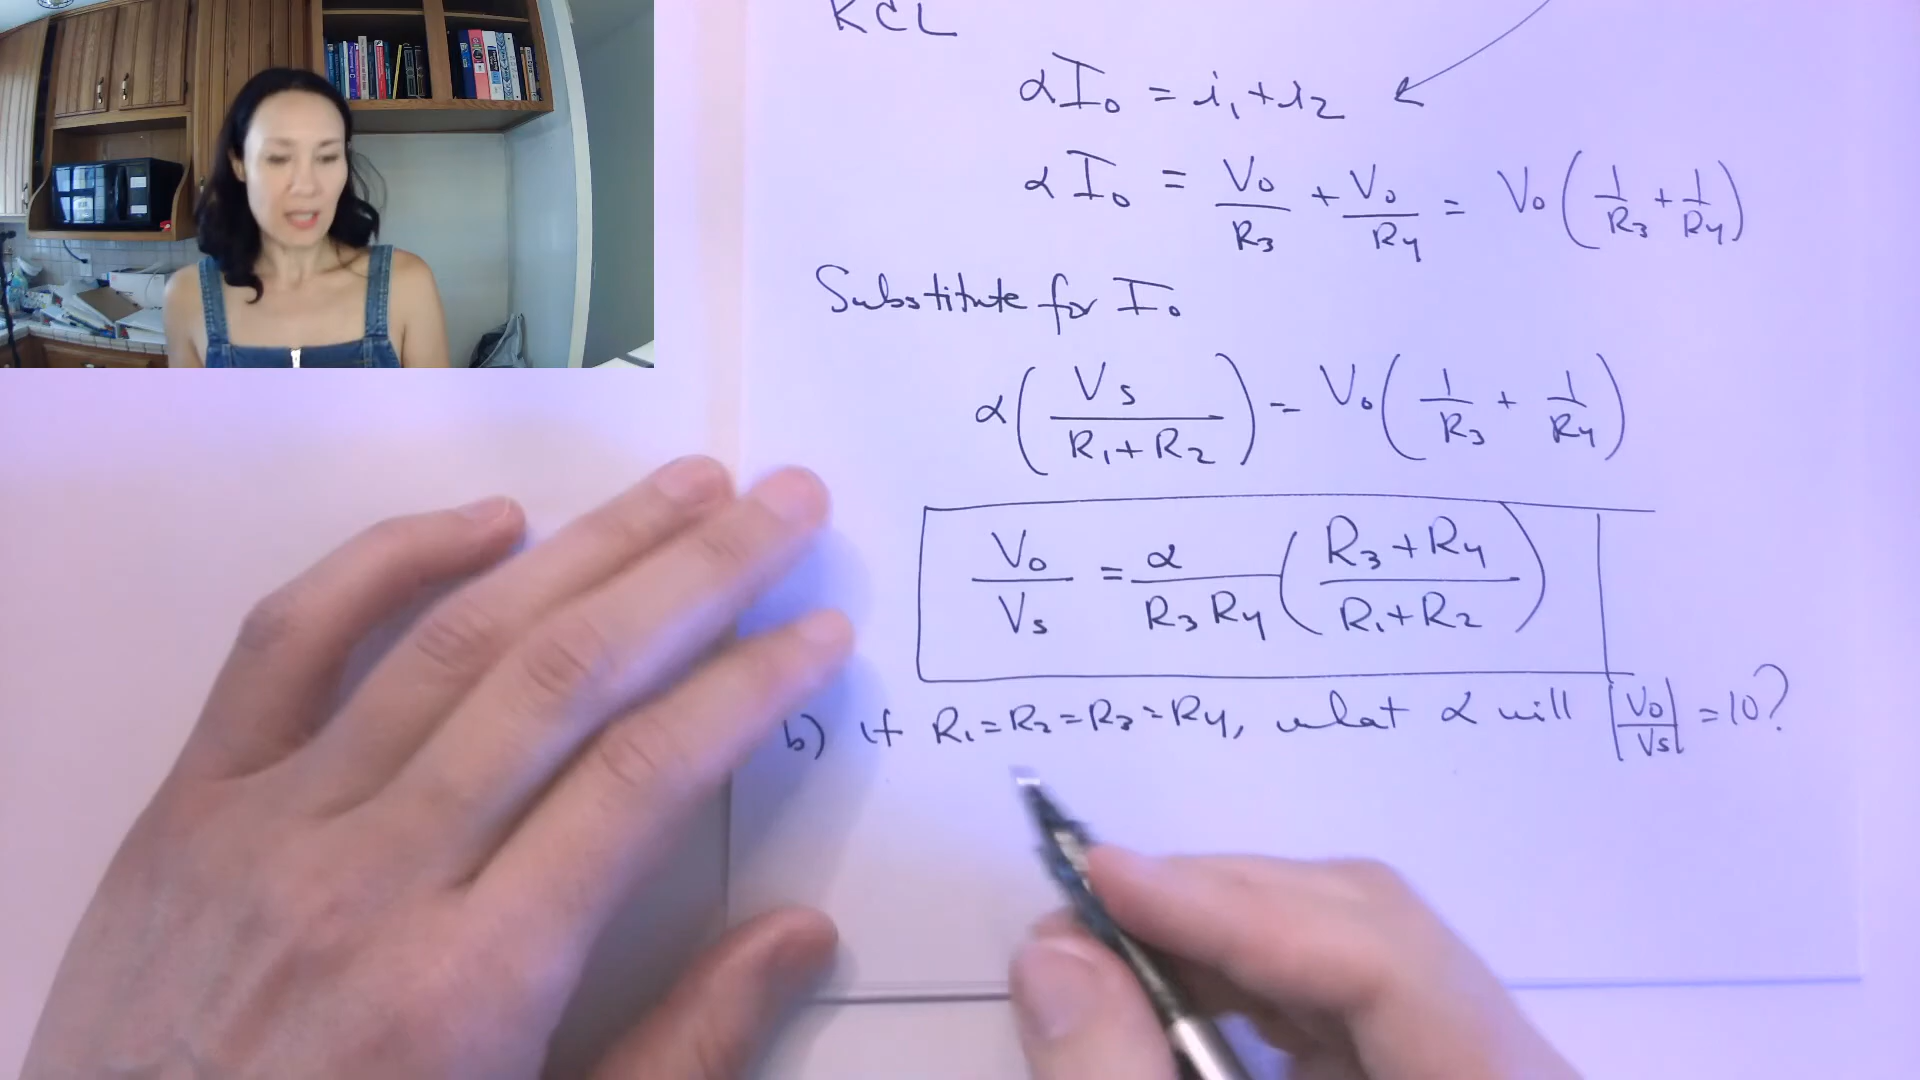 KCL
αI₀ = i₁+i₂
αI₀ = V₀/R₃ + V₀/R₄ = V₀(1/R₃ + 1/R₄)
Substitute for I₀
α(Vs/(R₁+R₂)) = V₀(1/R₃ + 1/R₄)
V₀/Vs = α/(R₃R₄) ((R₃+R₄)/(R₁+R₂))
b) If R₁=R₂=R₃=R₄, what α will |V₀/Vs| = 10?